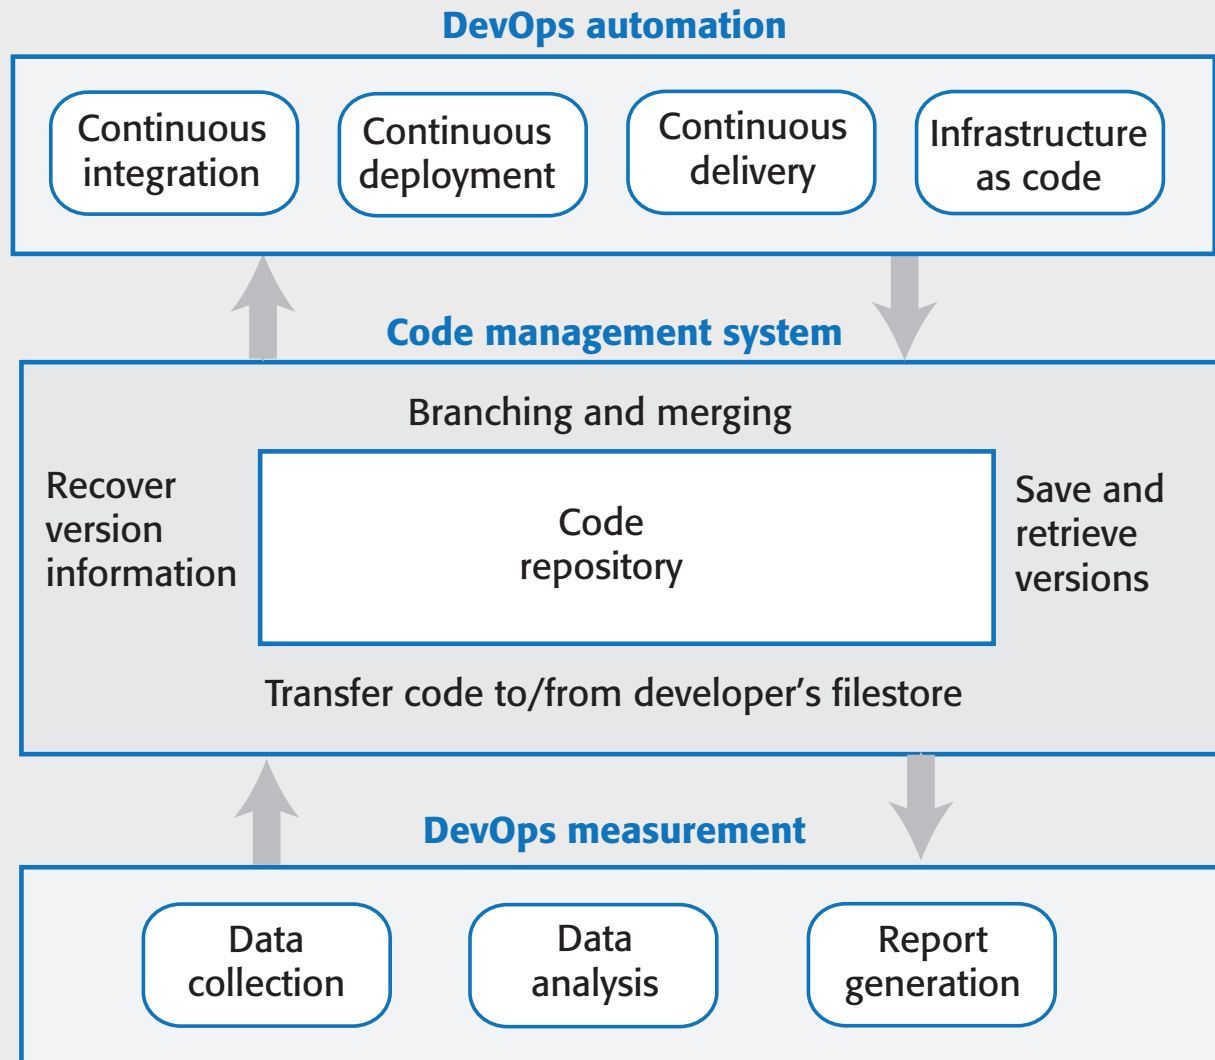 DevOps automation
Continuous
integration
Continuous
deployment
Continuous
delivery
Infrastructure
as code
Code management system
Branching and merging
Recover
version
information
Code
repository
Save and
retrieve
versions
Transfer code to/from developer’s filestore
DevOps measurement
Data
collection
Data
analysis
Report
generation